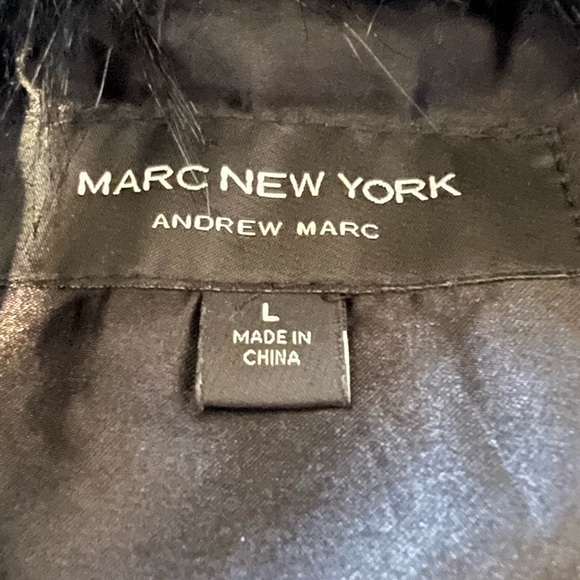 MARC NEW YORK
ANDREW MARC
L
MADE IN
CHINA